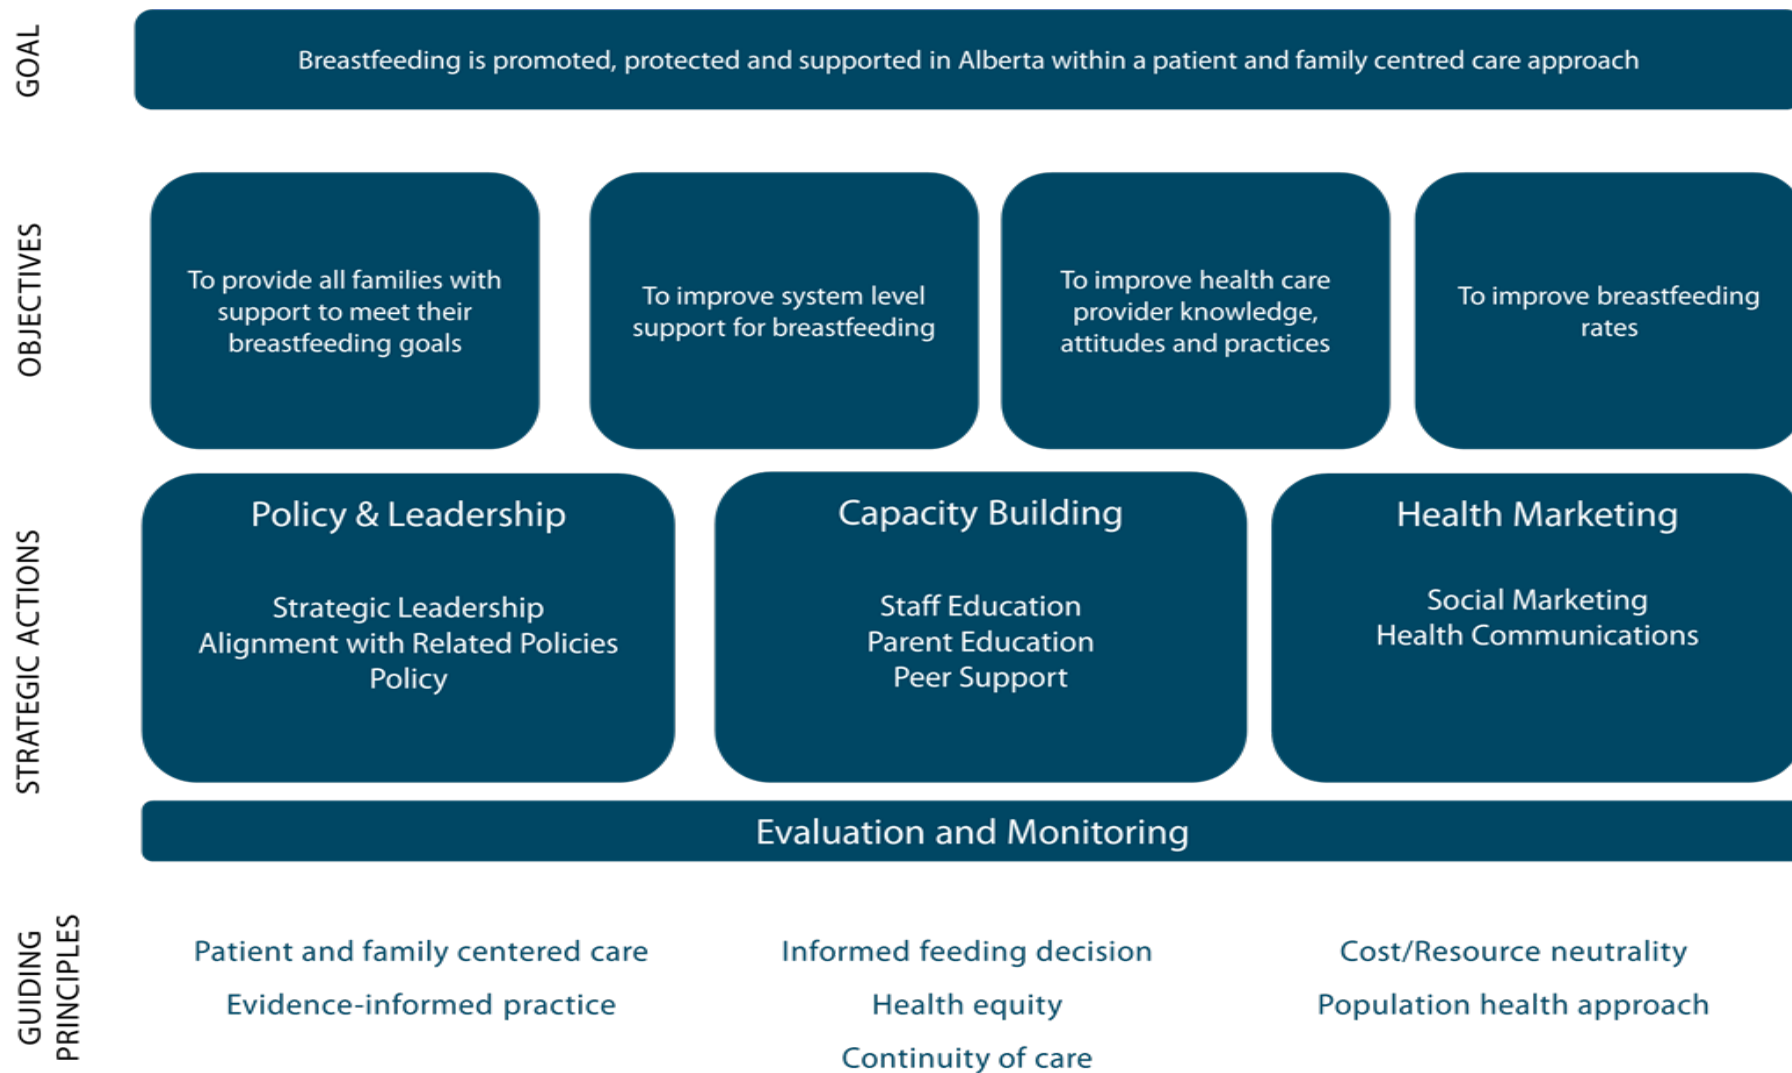 GOAL
Breastfeeding is promoted, protected and supported in Alberta within a patient and family centred care approach
OBJECTIVES
To provide all families with
support to meet their
breastfeeding goals
To improve system level
support for breastfeeding
To improve health care
provider knowledge,
attitudes and practices
To improve breastfeeding
rates
STRATEGIC ACTIONS
Policy & Leadership
Strategic Leadership
Alignment with Related Policies
Policy
Capacity Building
Staff Education
Parent Education
Peer Support
Health Marketing
Social Marketing
Health Communications
Evaluation and Monitoring
GUIDING
PRINCIPLES
Patient and family centered care
Evidence-informed practice
Informed feeding decision
Health equity
Continuity of care
Cost/Resource neutrality
Population health approach